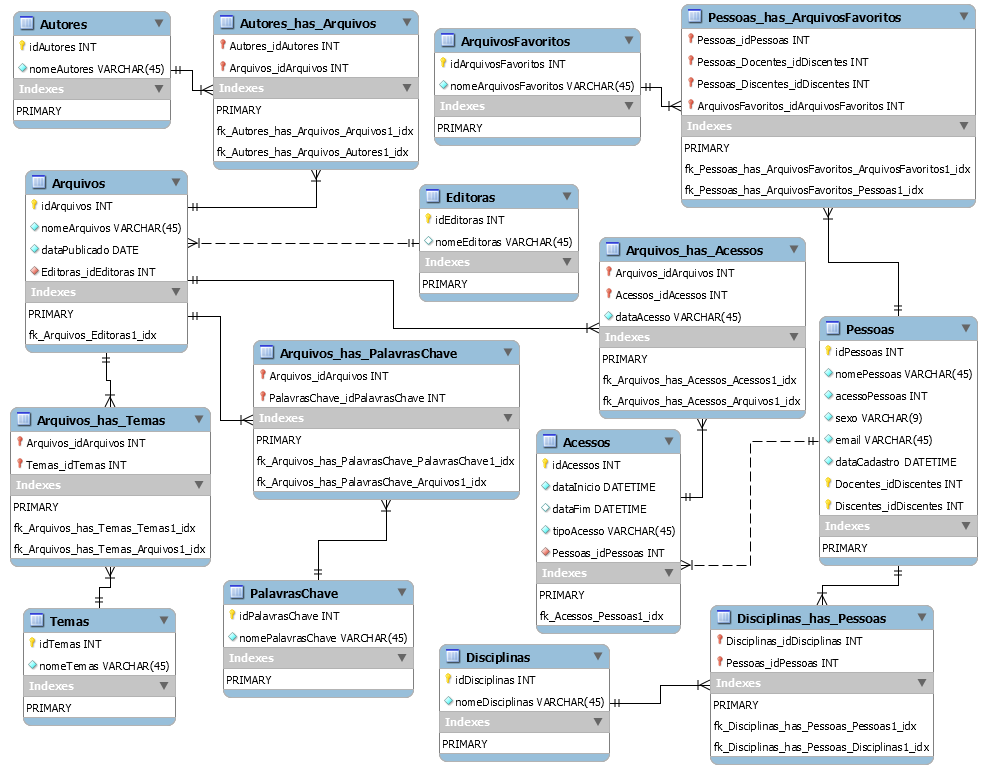 Autores
idAutores INT
nomeAutores VARCHAR(45)
Indexes
PRIMARY
Autores_has_Arquivos
Autores_idAutores INT
Arquivos_idArquivos INT
Indexes
PRIMARY
fk_Autores_has_Arquivos_Arquivos1_idx
fk_Autores_has_Arquivos_Autores1_idx
ArquivosFavoritos
idArquivosFavoritos INT
nomeArquivosFavoritos VARCHAR(45)
Indexes
PRIMARY
Pessoas_has_ArquivosFavoritos
Pessoas_idPessoas INT
Pessoas_Docentes_idDiscentes INT
Pessoas_Discentes_idDiscentes INT
ArquivosFavoritos_idArquivosFavoritos INT
Indexes
PRIMARY
fk_Pessoas_has_ArquivosFavoritos_ArquivosFavoritos1_idx
fk_Pessoas_has_ArquivosFavoritos_Pessoas1_idx
Arquivos
idArquivos INT
nomeArquivos VARCHAR(45)
dataPublicado DATE
Editoras_idEditoras INT
Indexes
PRIMARY
fk_Arquivos_Editoras1_idx
Editoras
idEditoras INT
nomeEditoras VARCHAR(45)
Indexes
PRIMARY
Arquivos_has_Acessos
Arquivos_idArquivos INT
Acessos_idAcessos INT
dataAcesso VARCHAR(45)
Indexes
PRIMARY
fk_Arquivos_has_Acessos_Acessos1_idx
fk_Arquivos_has_Acessos_Arquivos1_idx
Pessoas
idPessoas INT
nomePessoas VARCHAR(45)
acessoPessoas INT
sexo VARCHAR(9)
email VARCHAR(45)
dataCadastro DATETIME
Docentes_idDiscentes INT
Discentes_idDiscentes INT
Indexes
PRIMARY
Arquivos_has_PalavrasChave
Arquivos_idArquivos INT
PalavrasChave_idPalavrasChave INT
Indexes
PRIMARY
fk_Arquivos_has_PalavrasChave_PalavrasChave1_idx
fk_Arquivos_has_PalavrasChave_Arquivos1_idx
Arquivos_has_Temas
Arquivos_idArquivos INT
Temas_idTemas INT
Indexes
PRIMARY
fk_Arquivos_has_Temas_Temas1_idx
fk_Arquivos_has_Temas_Arquivos1_idx
Acessos
idAcessos INT
dataInicio DATETIME
dataFim DATETIME
tipoAcesso VARCHAR(45)
Pessoas_idPessoas INT
Indexes
PRIMARY
fk_Acessos_Pessoas1_idx
Temas
idTemas INT
nomeTemas VARCHAR(45)
Indexes
PRIMARY
PalavrasChave
idPalavrasChave INT
nomePalavrasChave VARCHAR(45)
Indexes
PRIMARY
Disciplinas
idDisciplinas INT
nomeDisciplinas VARCHAR(45)
Indexes
PRIMARY
Disciplinas_has_Pessoas
Disciplinas_idDisciplinas INT
Pessoas_idPessoas INT
Indexes
PRIMARY
fk_Disciplinas_has_Pessoas_Pessoas1_idx
fk_Disciplinas_has_Pessoas_Disciplinas1_idx